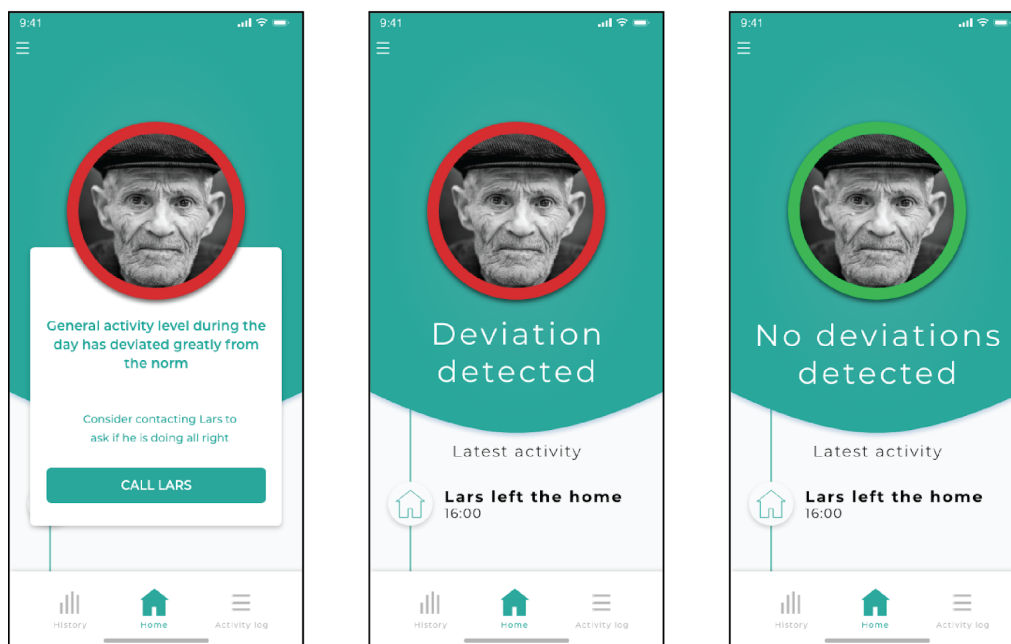 9:41
General activity level during the
day has deviated greatly from
the norm
Consider contacting Lars to
ask if he is doing all right
CALL LARS
History
Home
Activity log
9:41
Deviation
detected
Latest activity
Lars left the home
16:00
History
Home
Activity log
9:41
No deviations
detected
Latest activity
Lars left the home
16:00
History
Home
Activity log